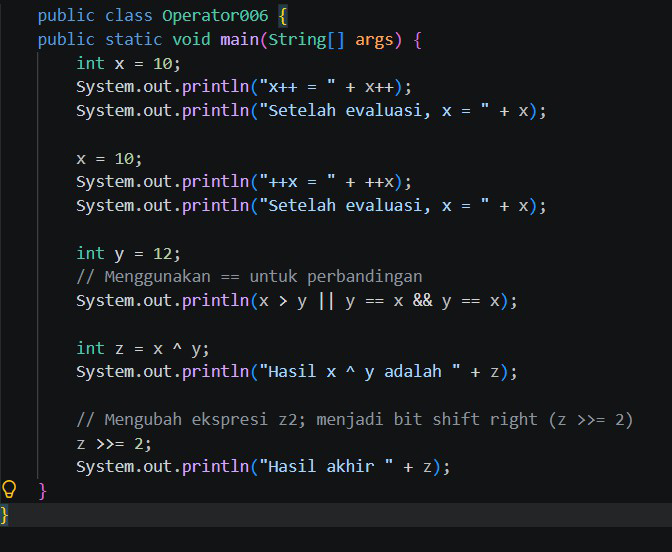 public class Operator006 {
public static void main(String[] args) {
int x = 10;
System.out.println("x++ = " + x++);
System.out.println("Setelah evaluasi, x = " + x);
x = 10;
System.out.println("++x = " + ++x);
System.out.println("Setelah evaluasi, x = " + x);
int y = 12;
// Menggunakan == untuk perbandingan
System.out.println(x > y || y == x && y == x);
int z = x ^ y;
System.out.println("Hasil x ^ y adalah " + z);
// Mengubah ekspresi z2; menjadi bit shift right (z >>= 2)
z >>= 2;
System.out.println("Hasil akhir " + z);
}
}